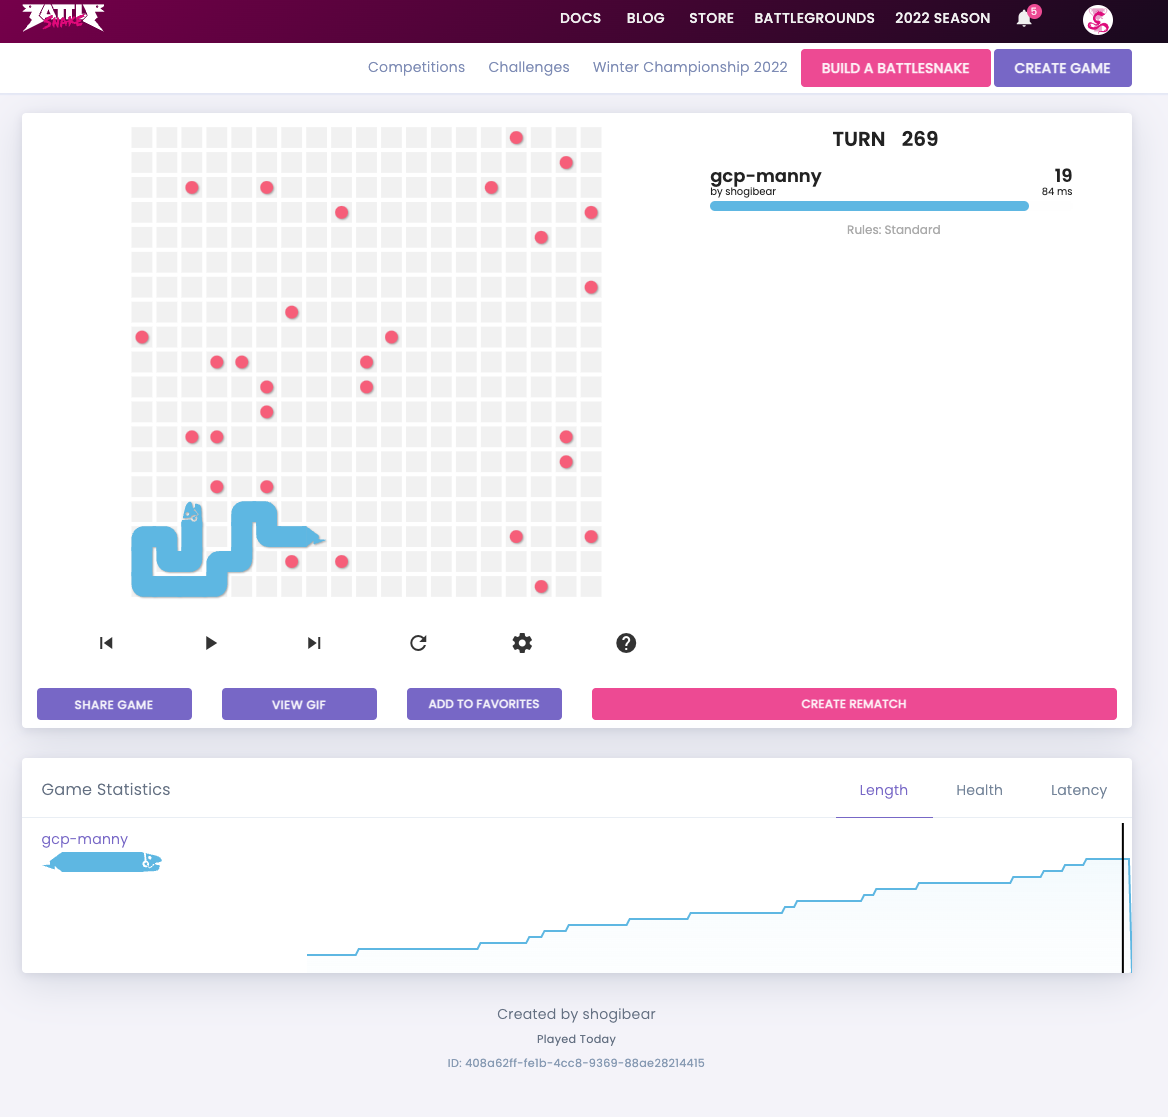 BATTLE
SNAKE
DOCS BLOG STORE BATTLEGROUNDS 2022 SEASON 5
Competitions Challenges Winter Championship 2022 BUILD A BATTLESNAKE CREATE GAME
TURN 269
gcp-manny 19
by shogibear 84 ms
Rules: Standard
SHARE GAME VIEW GIF ADD TO FAVORITES CREATE REMATCH
Game Statistics Length Health Latency
gcp-manny
Created by shogibear
Played Today
ID: 408a62ff-fe1b-4cc8-9369-88ae28214415